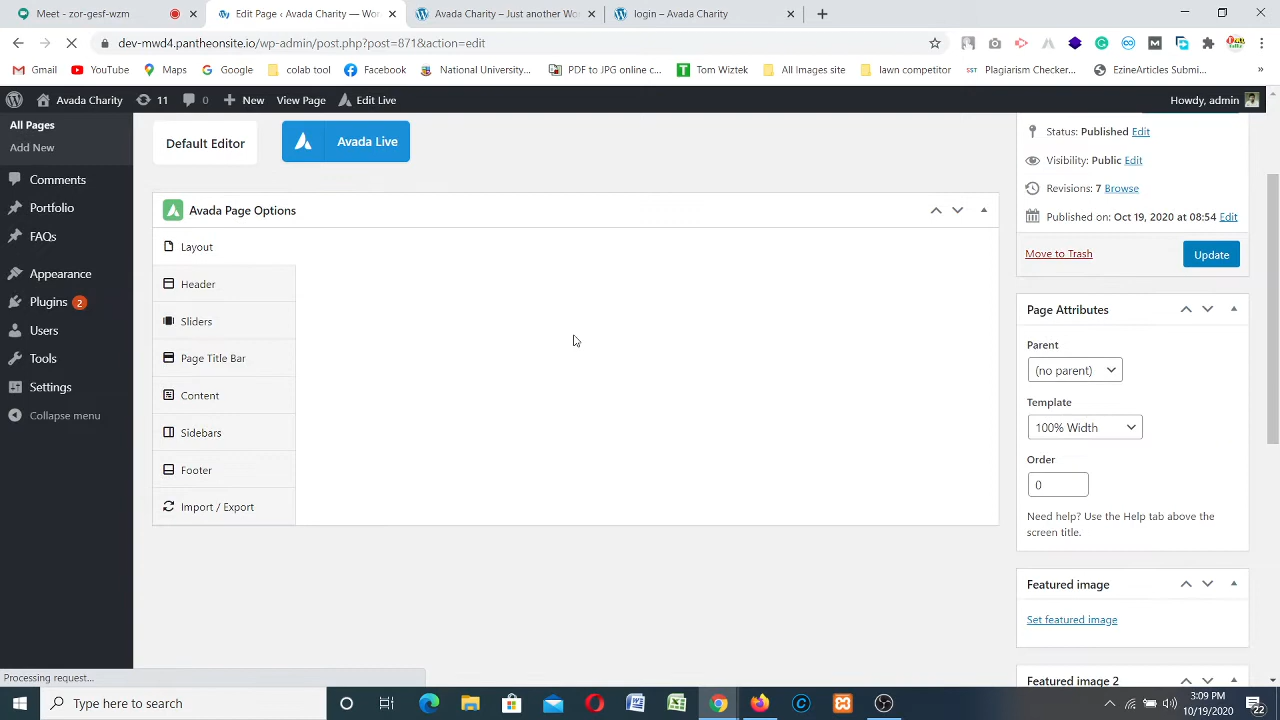 Meet – zor-gesf-wzm
Edit Page ‹ Avada Charity — Wor
Avada Charity – Just another Wo
login – Avada Charity
dev-mwd4.pantheonsite.io/wp-admin/post.php?post=871&action=edit
Gmail
YouTube
Maps
Google
colab tool
Facebook
National University...
PDF to JPG online c...
Tom Wiztek
All Images site
lawn competitor
SST
Plagiarism Checker...
EzineArticles Submi...
»
Avada Charity
11
0
New
View Page
Edit Live
Howdy, admin
All Pages
Add New
Comments
Portfolio
FAQs
Appearance
Plugins 2
Users
Tools
Settings
Collapse menu
Default Editor
Avada Live
Avada Page Options
Layout
Header
Sliders
Page Title Bar
Content
Sidebars
Footer
Import / Export
Status: Published Edit
Visibility: Public Edit
Revisions: 7 Browse
Published on: Oct 19, 2020 at 08:54 Edit
Move to Trash
Update
Page Attributes
Parent
(no parent)
Template
100% Width
Order
0
Need help? Use the Help tab above the
screen title.
Featured image
Set featured image
Featured image 2
Processing request...
Type here to search
3:09 PM
10/19/2020
22